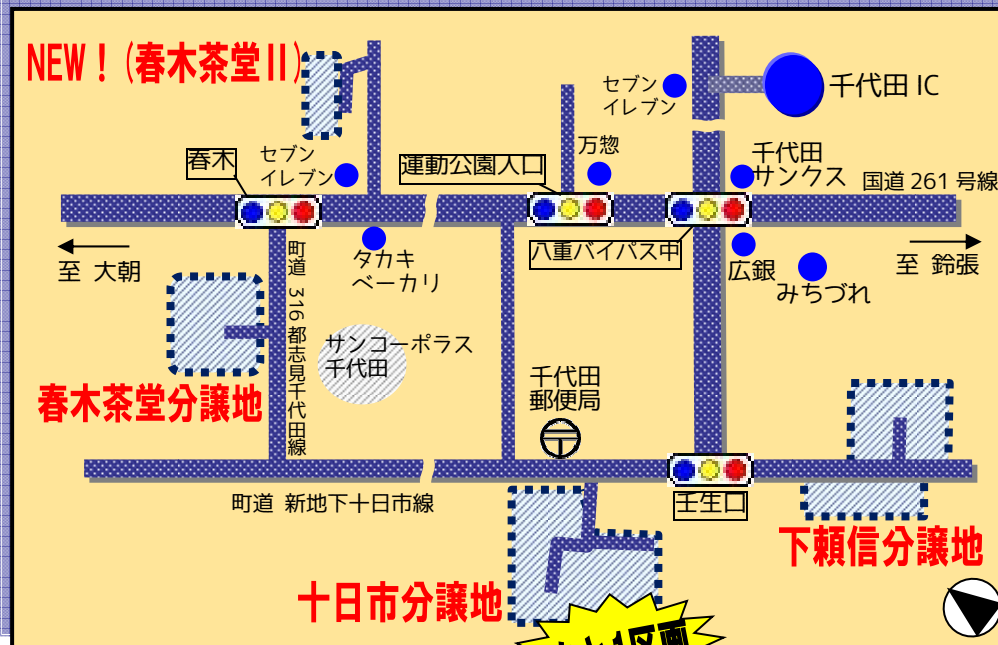 NEW！（春木茶堂Ⅱ）
セブン
イレブン
千代田 IC
春木
セブン
イレブン
運動公園入口
万惣
千代田
サンクス
国道 261 号線
至 大朝
タカキ
ベーカリ
八重バイパス中
広銀
みちづれ
至 鈴張
町道 316 都志見千代田線
サンコーポラス
千代田
春木茶堂分譲地
千代田
郵便局
町道 新地下十日市線
壬生口
下頼信分譲地
十日市分譲地
区画